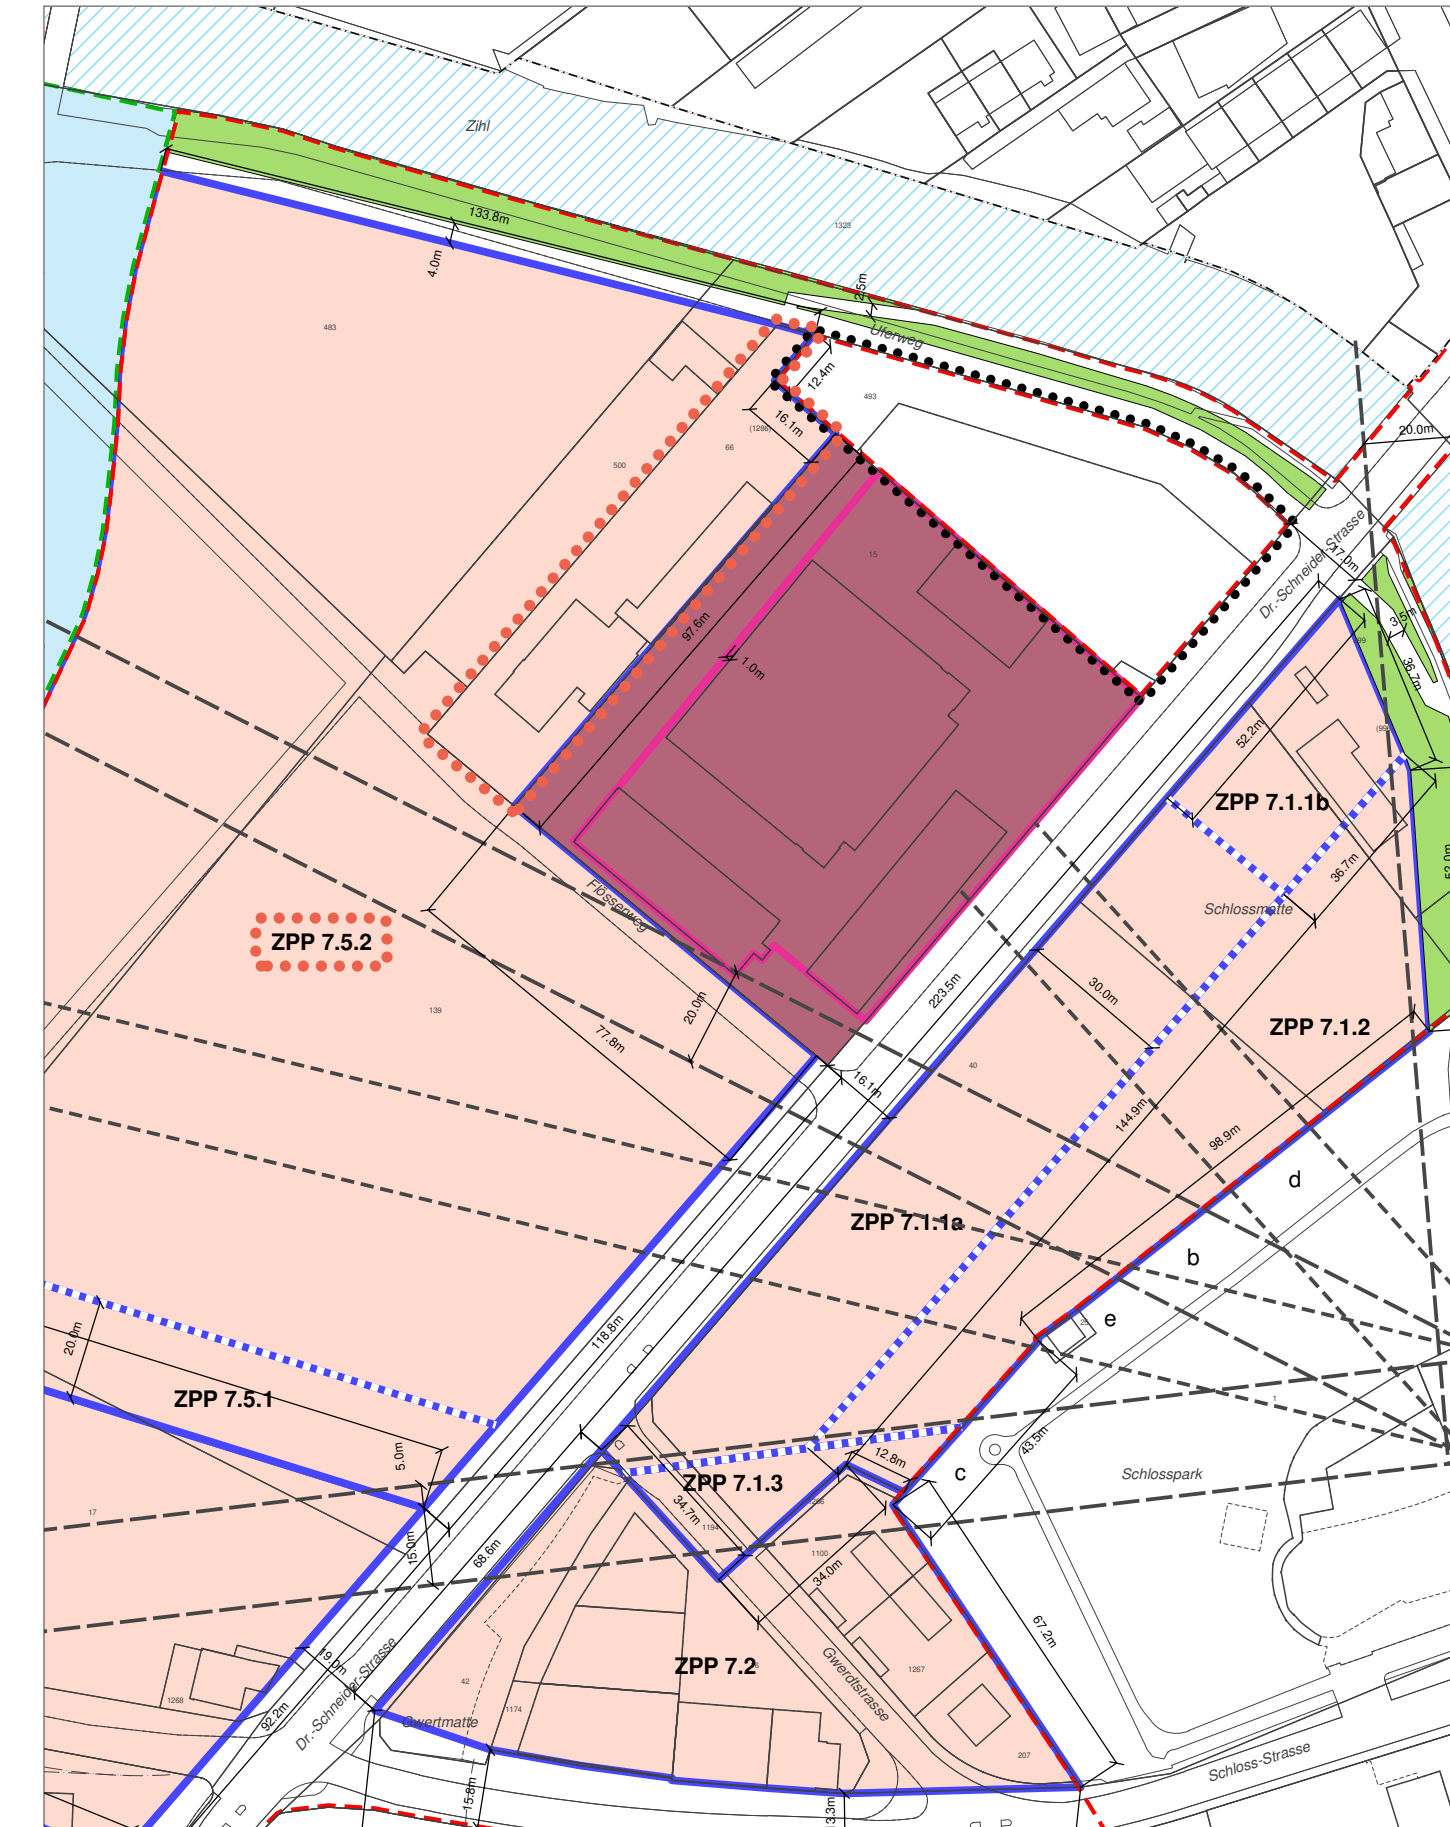 Zihl
133.8m
1323
4.0m
2.5m
Uferweg
483
12.4m
493
20.0m
16.1m
(1286)
66
500
15
17.0m
Dr.-Schneider-Strasse
97.6m
1.0m
3.5m
36.7m
52.2m
ZPP 7.1.1b
36.7m
Schlossmatte
Flösserweg
ZPP 7.5.2
139
20.0m
223.5m
30.0m
ZPP 7.1.2
77.8m
16.1m
40
144.9m
98.9m
d
ZPP 7.1.1a
b
e
118.8m
20.0m
ZPP 7.5.1
1
5.0m
12.8m
43.5m
c
Schlosspark
ZPP 7.1.3
34.7m
17
1194
15.0m
68.6m
1100
34.0m
67.2m
ZPP 7.2
Gwerdtstrasse
1267
19.0m
Dr.-Schneider-Strasse
42
1174
1268
92.2m
Gwertmatte
207
Schloss-Strasse
15.8m
3.3m